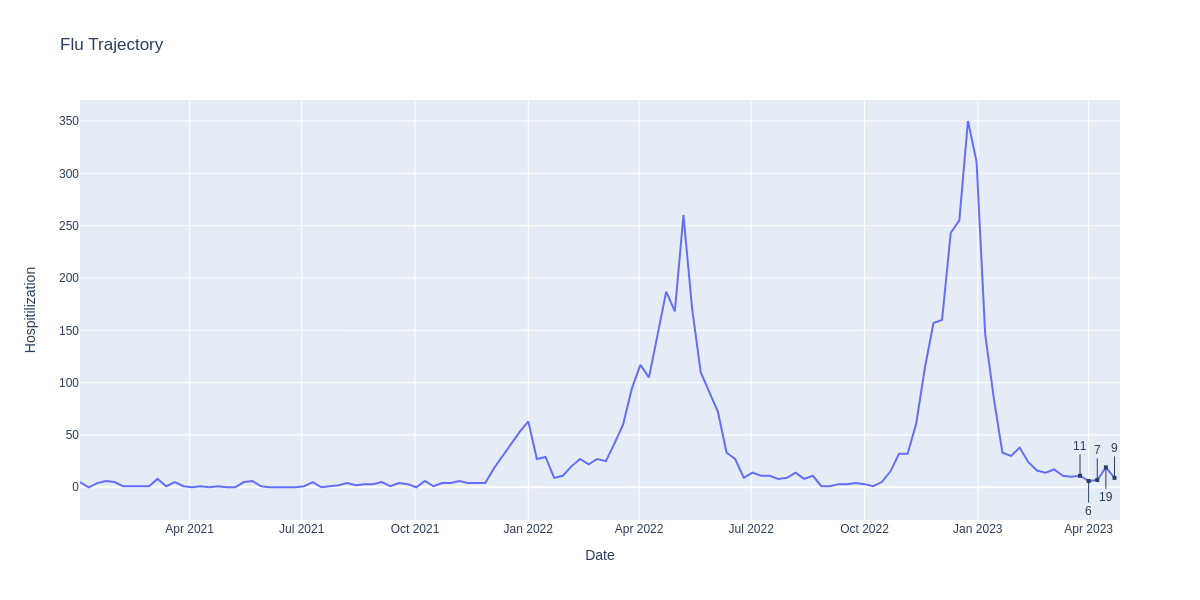 Flu Trajectory
Hospitilization
350
300
250
200
150
100
50
0
11
7
9
19
6
Apr 2021
Jul 2021
Oct 2021
Jan 2022
Apr 2022
Jul 2022
Oct 2022
Jan 2023
Apr 2023
Date